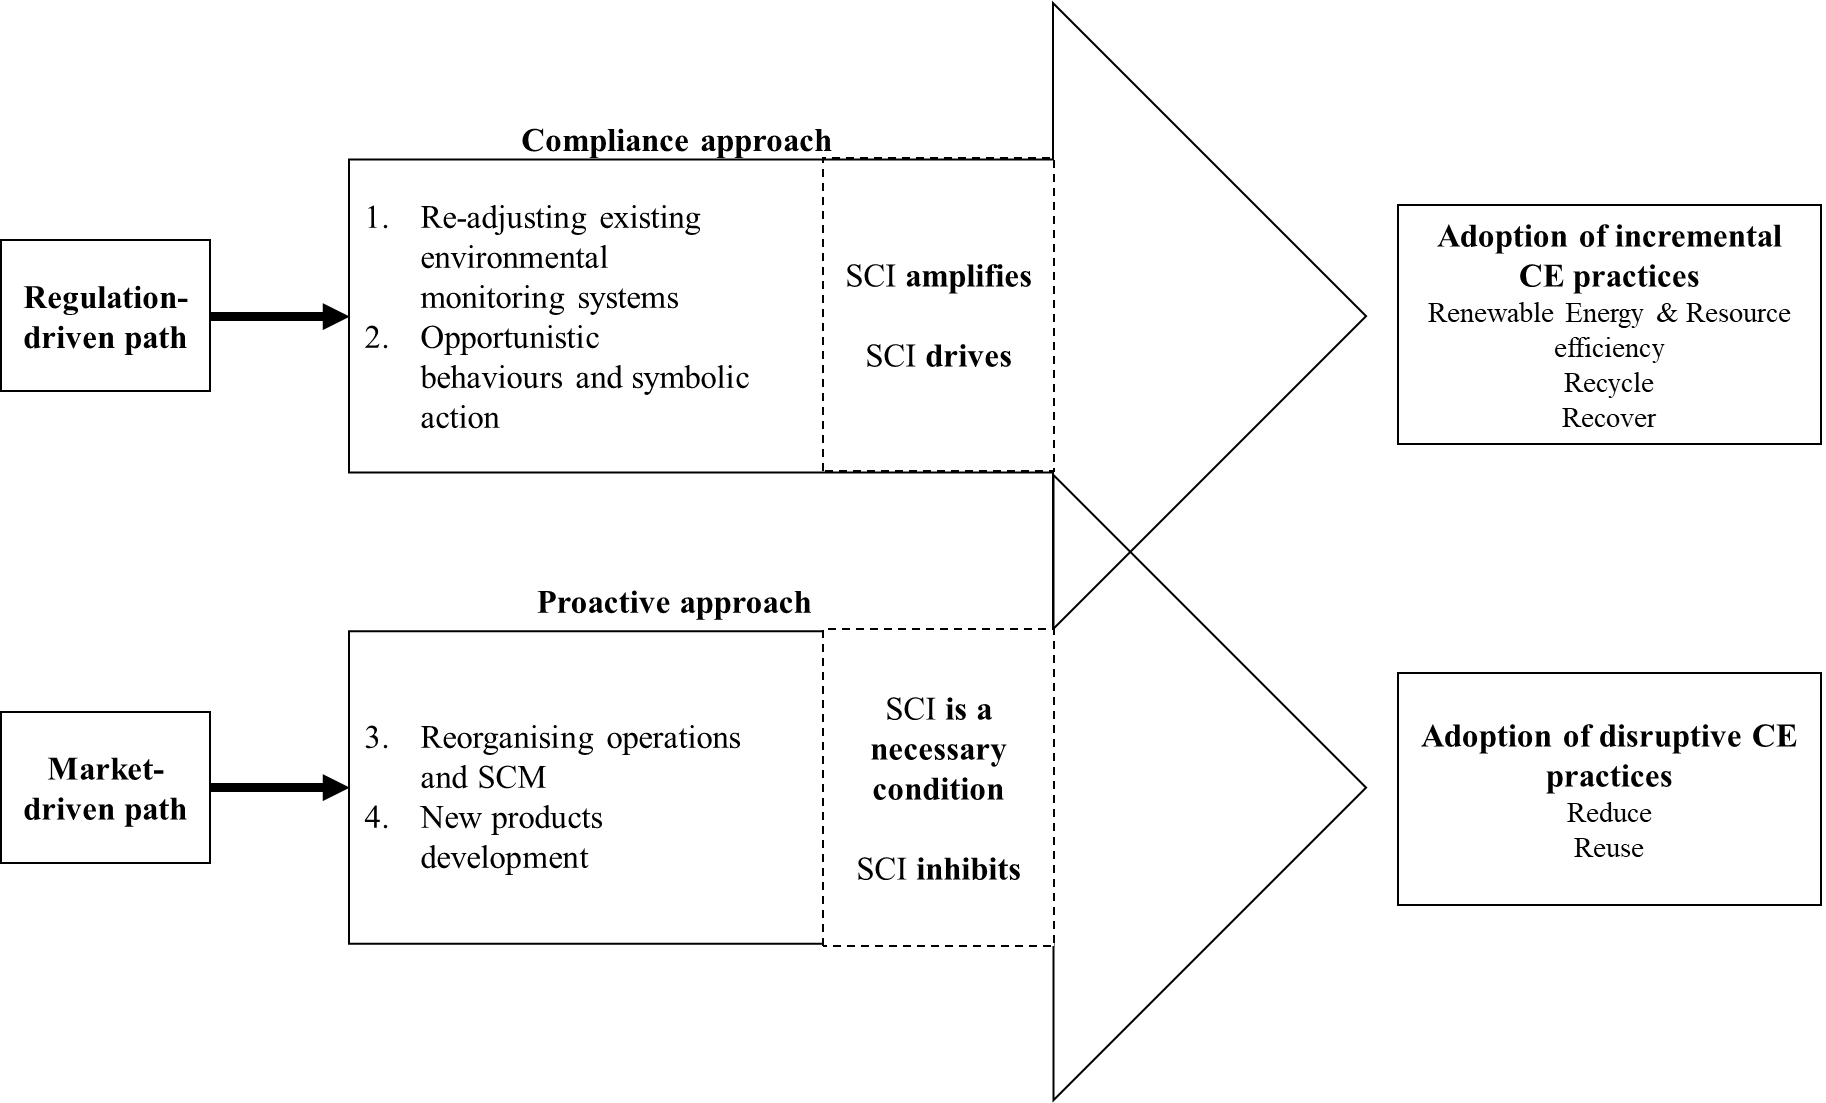 Compliance approach
Regulation-
driven path
1. Re-adjusting existing
environmental
monitoring systems
2. Opportunistic
behaviours and symbolic
action
SCI amplifies
SCI drives
Adoption of incremental
CE practices
Renewable Energy & Resource
efficiency
Recycle
Recover
Proactive approach
Market-
driven path
3. Reorganising operations
and SCM
4. New products
development
SCI is a
necessary
condition
SCI inhibits
Adoption of disruptive CE
practices
Reduce
Reuse